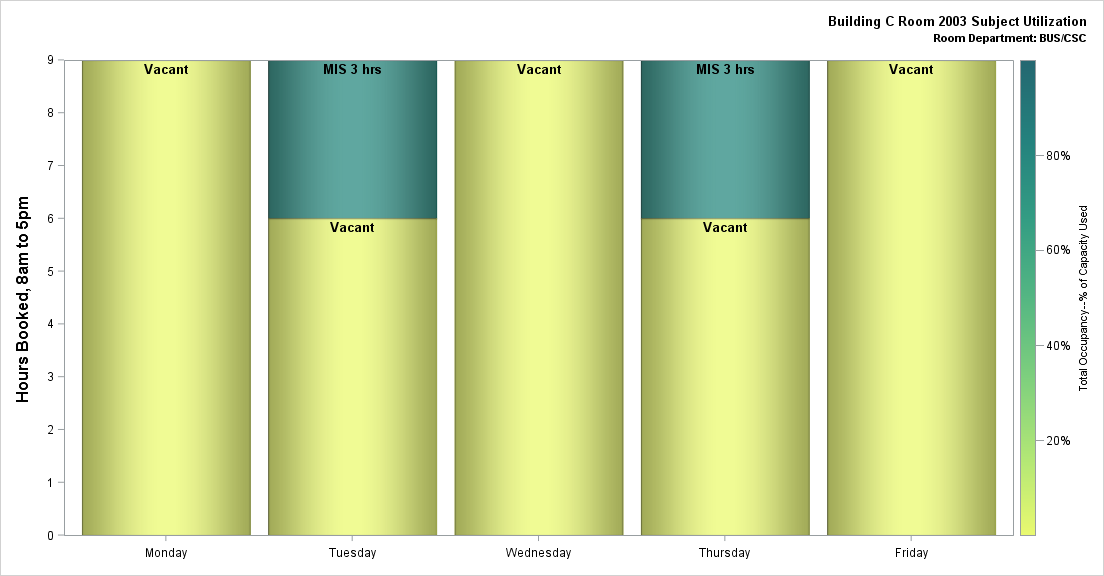 Building C Room 2003 Subject Utilization
Room Department: BUS/CSC
Hours Booked, 8am to 5pm
9
8
7
6
5
4
3
2
1
0
Vacant
MIS 3 hrs
Vacant
MIS 3 hrs
Vacant
Vacant
Vacant
Monday
Tuesday
Wednesday
Thursday
Friday
80%
60%
40%
20%
Total Occupancy--% of Capacity Used